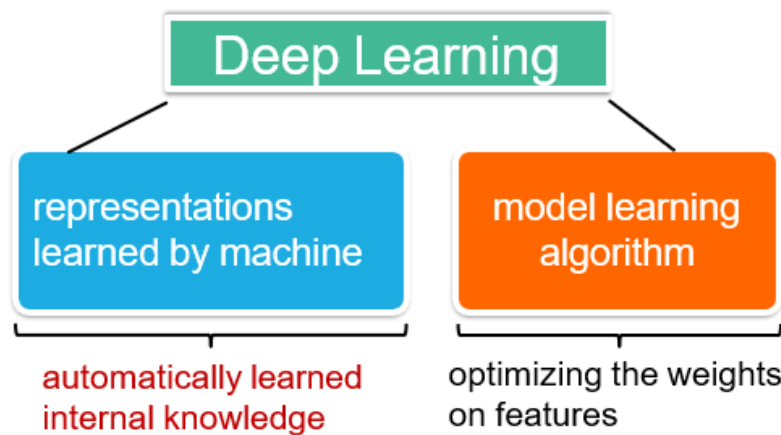 Deep Learning
representations
learned by machine
model learning
algorithm
automatically learned
internal knowledge
optimizing the weights
on features